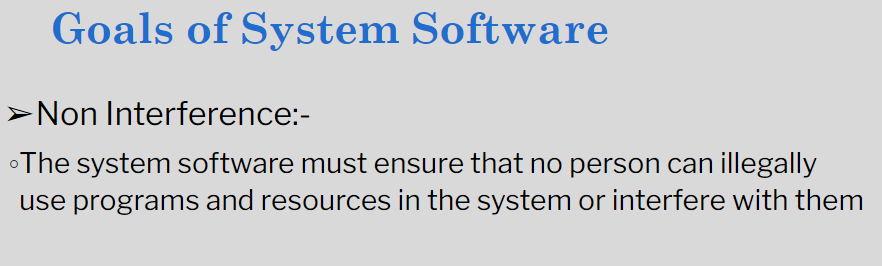 Goals of System Software
➢Non Interference:-
◦The system software must ensure that no person can illegally
use programs and resources in the system or interfere with them